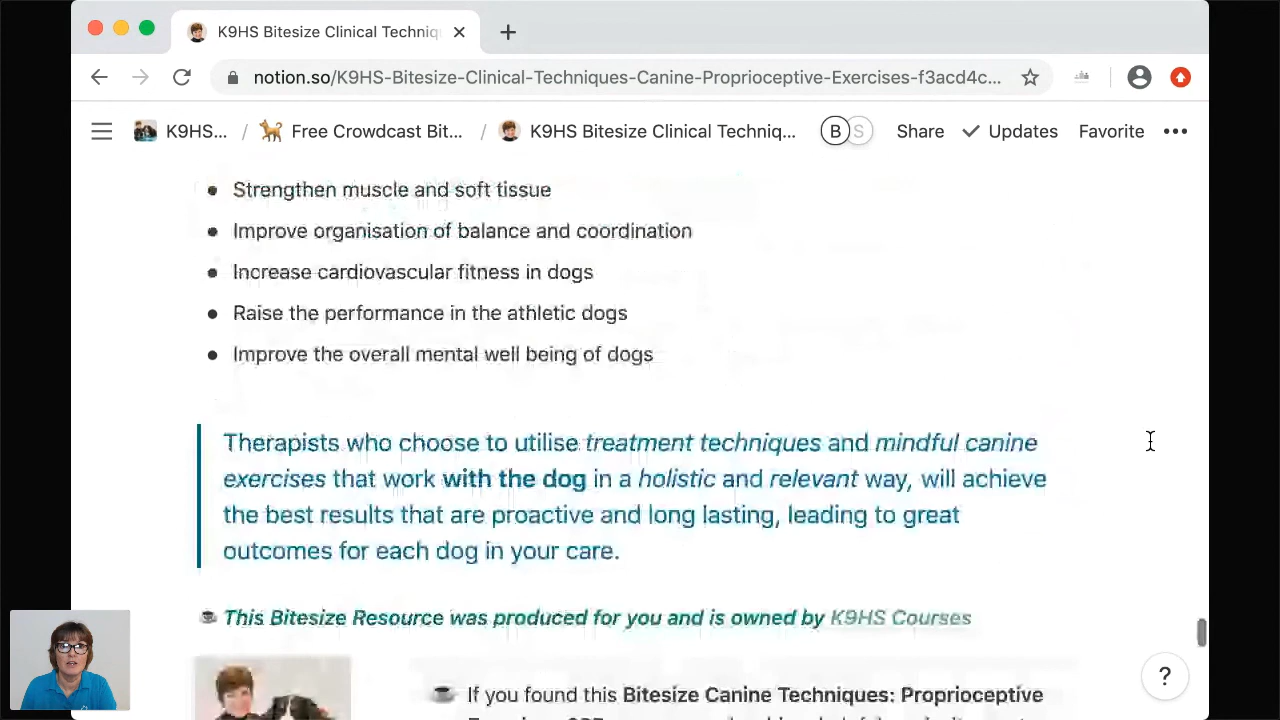 K9HS Bitesize Clinical Techniq
notion.so/K9HS-Bitesize-Clinical-Techniques-Canine-Proprioceptive-Exercises-f3acd4c...
K9HS... / Free Crowdcast Bit... / K9HS Bitesize Clinical Techniq... B S Share Updates Favorite
Strengthen muscle and soft tissue
Improve organisation of balance and coordination
Increase cardiovascular fitness in dogs
Raise the performance in the athletic dogs
Improve the overall mental well being of dogs
Therapists who choose to utilise treatment techniques and mindful canine
exercises that work with the dog in a holistic and relevant way, will achieve
the best results that are proactive and long lasting, leading to great
outcomes for each dog in your care.
This Bitesize Resource was produced for you and is owned by K9HS Courses
If you found this Bitesize Canine Techniques: Proprioceptive
?